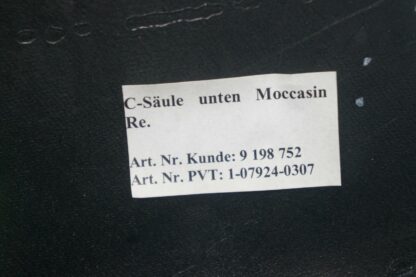 C-Säule unten Moccasin
Re.
Art. Nr. Kunde: 9 198 752
Art. Nr. PVT: 1-07924-0307